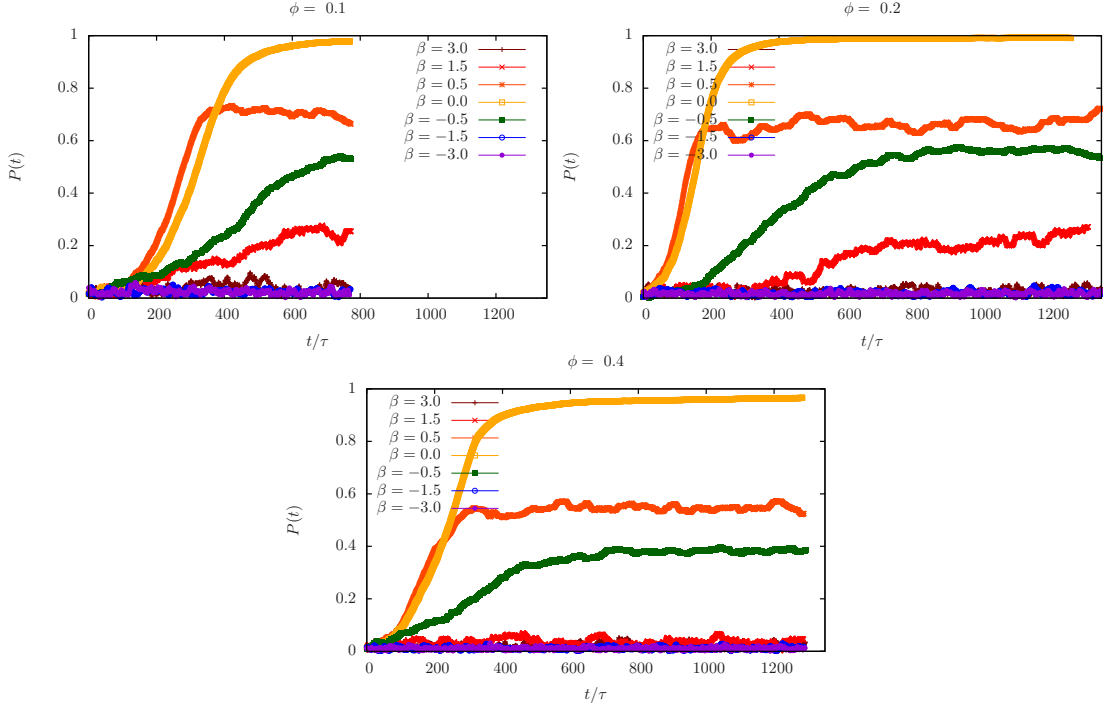 ϕ = 0.1
P(t)
1
0.8
0.6
0.4
0.2
0
0 200 400 600 800 1000 1200
t/τ
β = 3.0
β = 1.5
β = 0.5
β = 0.0
β = −0.5
β = −1.5
β = −3.0
ϕ = 0.2
P(t)
1
0.8
0.6
0.4
0.2
0
0 200 400 600 800 1000 1200
t/τ
β = 3.0
β = 1.5
β = 0.5
β = 0.0
β = −0.5
β = −1.5
β = −3.0
ϕ = 0.4
P(t)
1
0.8
0.6
0.4
0.2
0
0 200 400 600 800 1000 1200
t/τ
β = 3.0
β = 1.5
β = 0.5
β = 0.0
β = −0.5
β = −1.5
β = −3.0